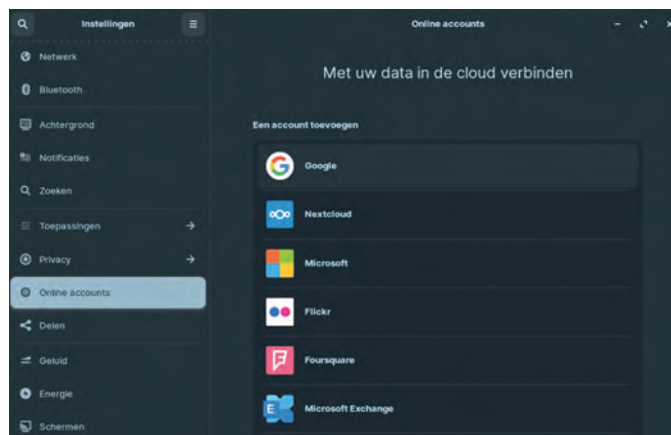 Instellingen
Online accounts
Netwerk
Bluetooth
Achtergrond
Notificaties
Zoeken
Toepassingen
Privacy
Online accounts
Delen
Geluid
Energie
Schermen
Met uw data in de cloud verbinden
Een account toevoegen
Google
Nextcloud
Microsoft
Flickr
Foursquare
Microsoft Exchange